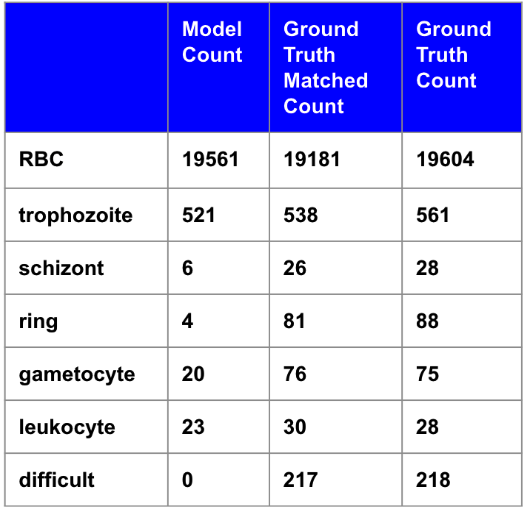 Model Count
Ground Truth Matched Count
Ground Truth Count
RBC 19561 19181 19604
trophozoite 521 538 561
schizont 6 26 28
ring 4 81 88
gametocyte 20 76 75
leukocyte 23 30 28
difficult 0 217 218